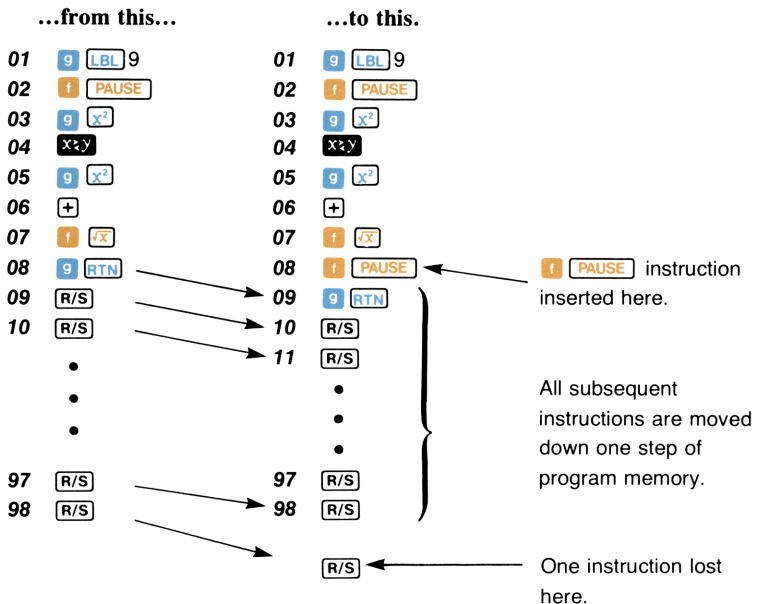 ...from this... ...to this.
01 g LBL 9 01 g LBL 9
02 f PAUSE 02 f PAUSE
03 g x² 03 g x²
04 x⇄y 04 x⇄y
05 g x² 05 g x²
06 + 06 +
07 f √x 07 f √x
08 g RTN 08 f PAUSE f PAUSE instruction
09 R/S 09 g RTN inserted here.
10 R/S 10 R/S
11 R/S
All subsequent
instructions are moved
down one step of
97 R/S 97 R/S program memory.
98 R/S 98 R/S
R/S One instruction lost
here.